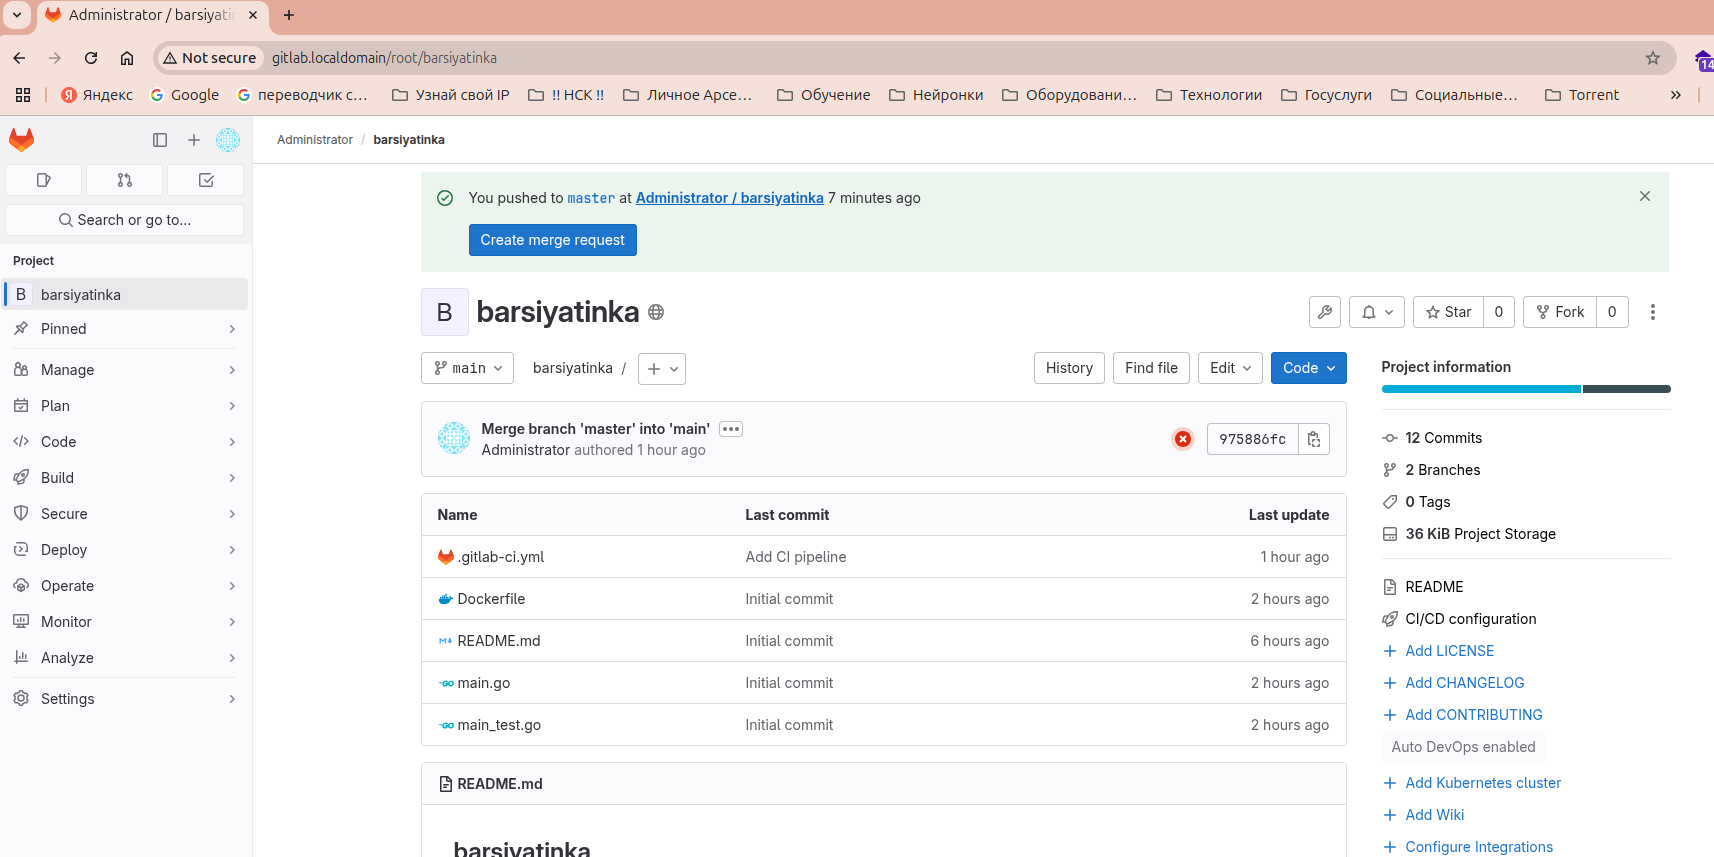 Administrator / barsiyatin
Not secure gitlab.localdomain/root/barsiyatinka
14
Яндекс Google переводчик с... Узнай свой IP !! НСК !! Личное Арсе... Обучение Нейронки Оборудовани... Технологии Госуслуги Социальные... Torrent
Administrator / barsiyatinka
Search or go to...
Project
B barsiyatinka
Pinned
Manage
Plan
Code
Build
Secure
Deploy
Operate
Monitor
Analyze
Settings
You pushed to master at Administrator / barsiyatinka 7 minutes ago
Create merge request
B barsiyatinka
Star 0 Fork 0
main barsiyatinka / History Find file Edit Code
Merge branch 'master' into 'main'
Administrator authored 1 hour ago
975886fc
Name Last commit Last update
.gitlab-ci.yml Add CI pipeline 1 hour ago
Dockerfile Initial commit 2 hours ago
README.md Initial commit 6 hours ago
main.go Initial commit 2 hours ago
main_test.go Initial commit 2 hours ago
README.md
barsiyatinka
Project information
12 Commits
2 Branches
0 Tags
36 KiB Project Storage
README
CI/CD configuration
Add LICENSE
Add CHANGELOG
Add CONTRIBUTING
Auto DevOps enabled
Add Kubernetes cluster
Add Wiki
Configure Integrations